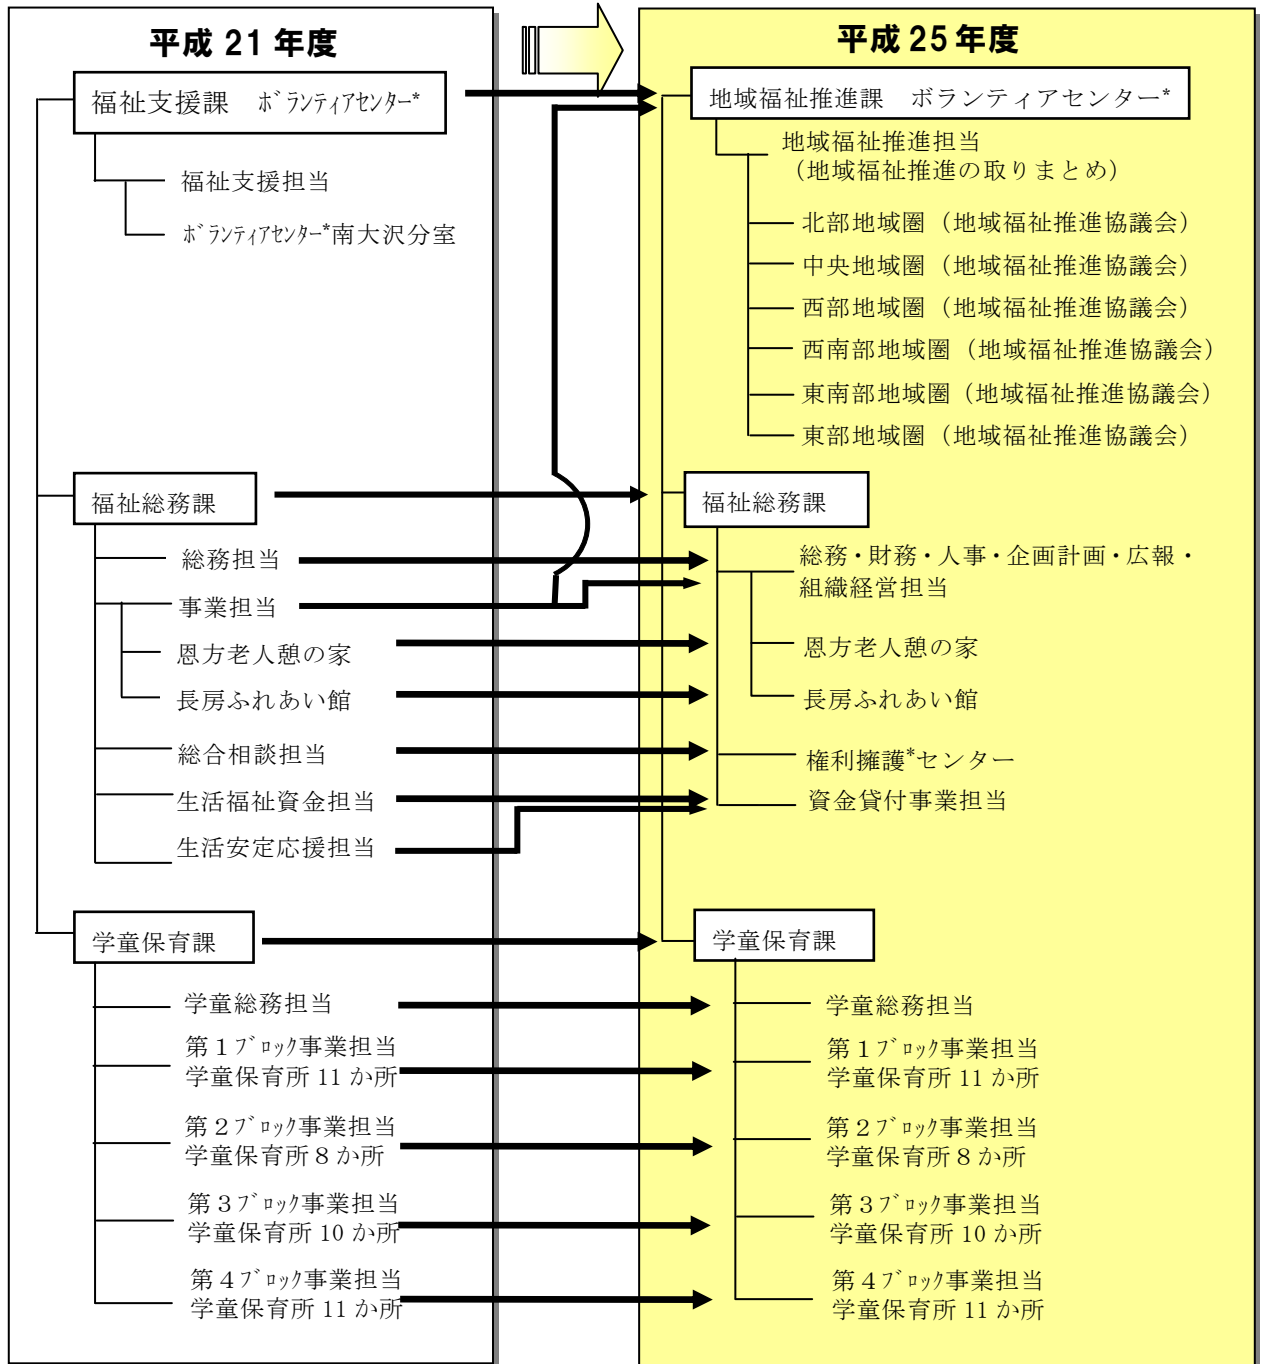 平成 21 年度
福祉支援課　ﾎﾞﾗﾝﾃｨｱｾﾝﾀｰ*
福祉支援担当
ﾎﾞﾗﾝﾃｨｱｾﾝﾀｰ*南大沢分室
福祉総務課
総務担当
事業担当
恩方老人憩の家
長房ふれあい館
総合相談担当
生活福祉資金担当
生活安定応援担当
学童保育課
学童総務担当
第１ﾌﾞﾛｯｸ事業担当
学童保育所 11 か所
第２ﾌﾞﾛｯｸ事業担当
学童保育所８か所
第３ﾌﾞﾛｯｸ事業担当
学童保育所 10 か所
第４ﾌﾞﾛｯｸ事業担当
学童保育所 11 か所
平成 25 年度
地域福祉推進課　ボランティアセンター*
地域福祉推進担当
（地域福祉推進の取りまとめ）
北部地域圏（地域福祉推進協議会）
中央地域圏（地域福祉推進協議会）
西部地域圏（地域福祉推進協議会）
西南部地域圏（地域福祉推進協議会）
東南部地域圏（地域福祉推進協議会）
東部地域圏（地域福祉推進協議会）
福祉総務課
総務・財務・人事・企画計画・広報・
組織経営担当
恩方老人憩の家
長房ふれあい館
権利擁護*センター
資金貸付事業担当
学童保育課
学童総務担当
第１ﾌﾞﾛｯｸ事業担当
学童保育所 11 か所
第２ﾌﾞﾛｯｸ事業担当
学童保育所８か所
第３ﾌﾞﾛｯｸ事業担当
学童保育所 10 か所
第４ﾌﾞﾛｯｸ事業担当
学童保育所 11 か所